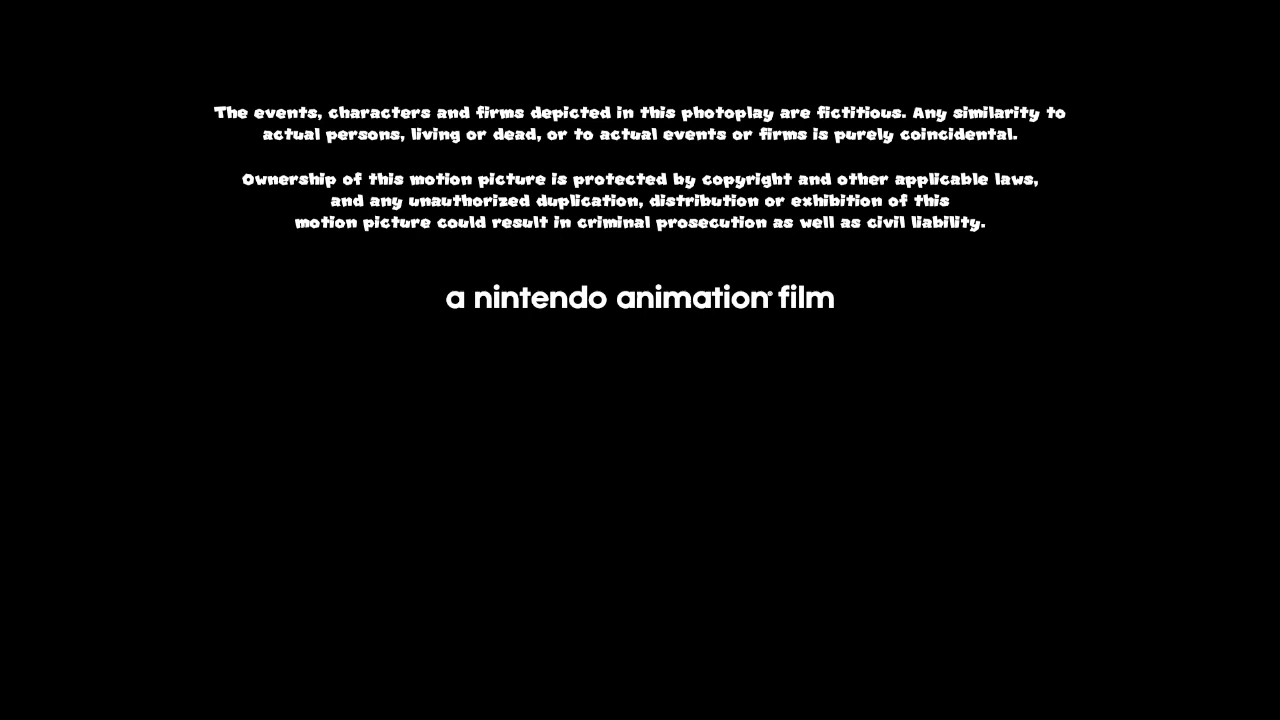 The events, characters and firms depicted in this photoplay are fictitious. Any similarity to
actual persons, living or dead, or to actual events or firms is purely coincidental.
Ownership of this motion picture is protected by copyright and other applicable laws,
and any unauthorized duplication, distribution or exhibition of this
motion picture could result in criminal prosecution as well as civil liability.
a nintendo animation film